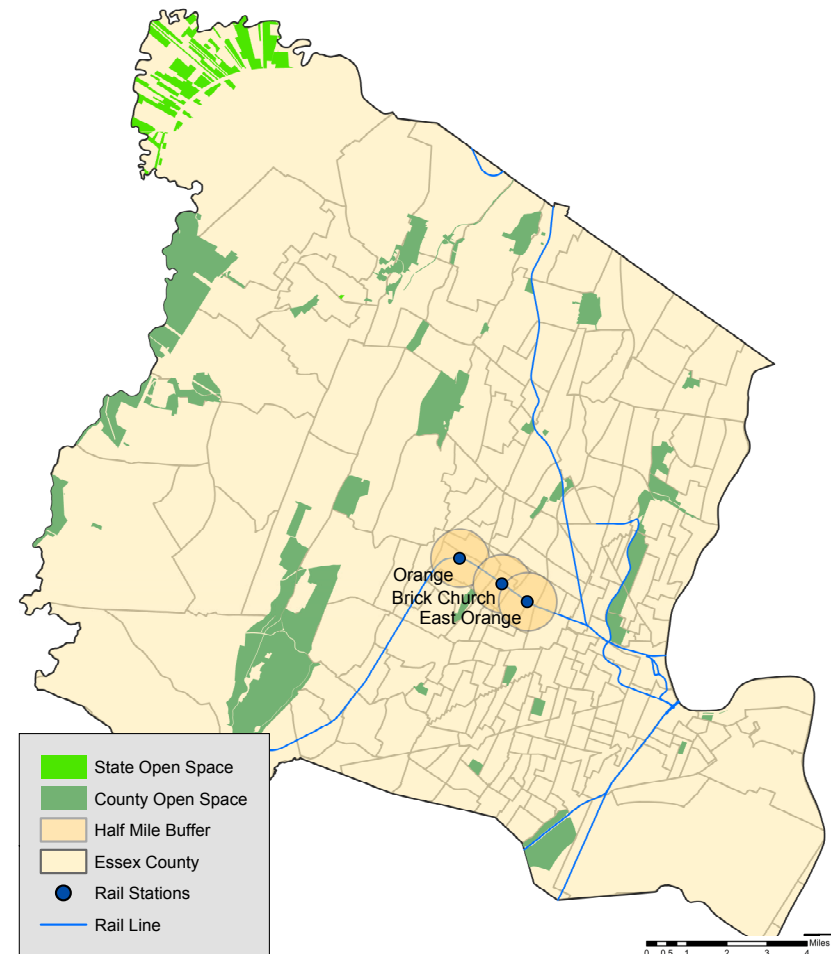 Orange
Brick Church
East Orange
State Open Space
County Open Space
Half Mile Buffer
Essex County
Rail Stations
Rail Line
0 0.5 1 2 3 4
Miles